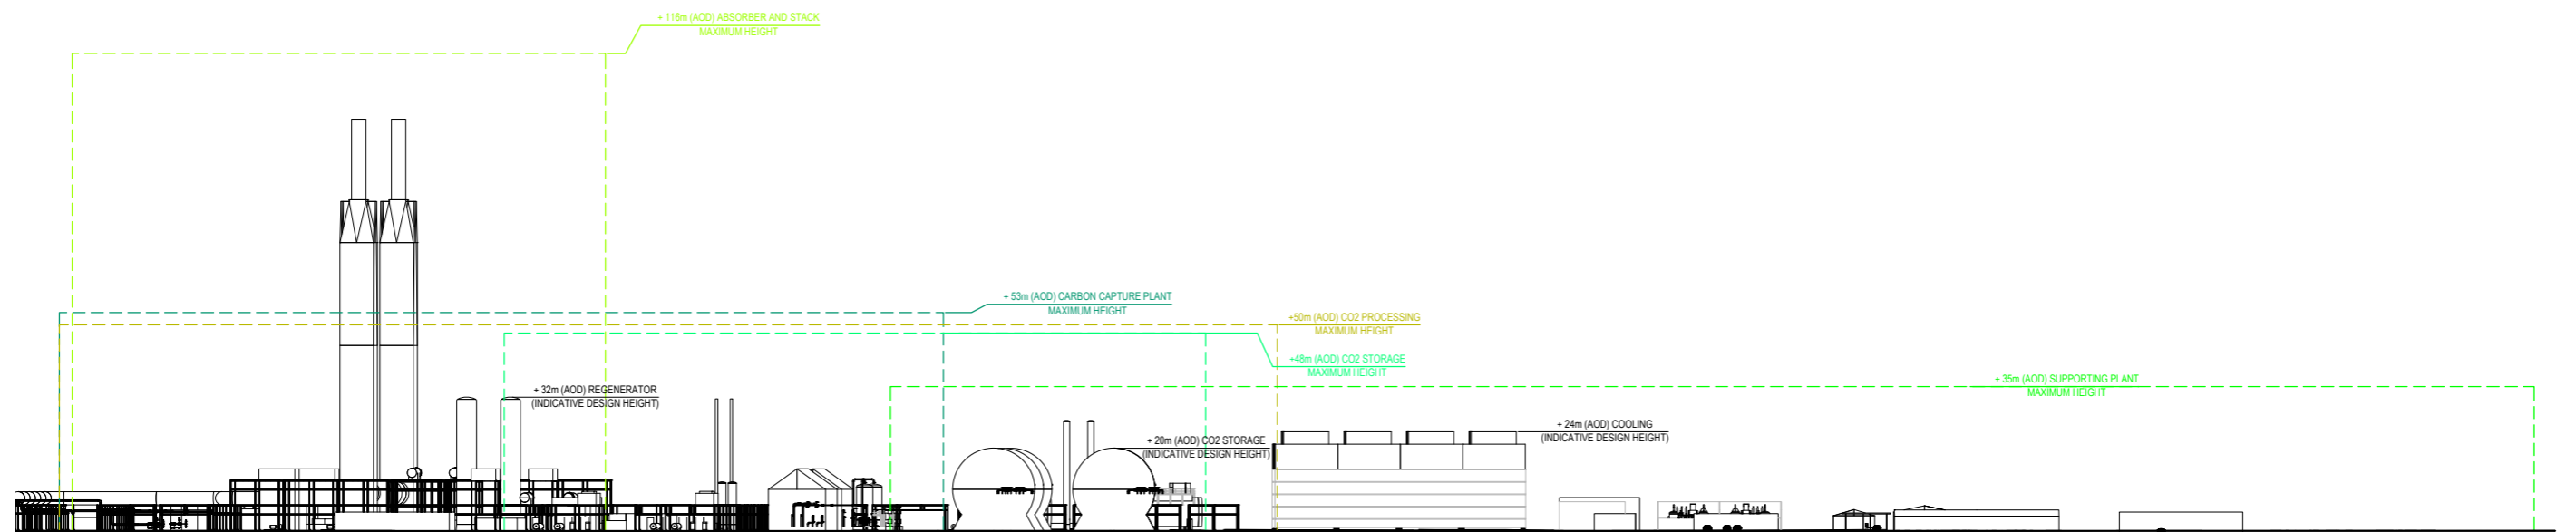 + 116m (AOD) ABSORBER AND STACK
MAXIMUM HEIGHT
+ 53m (AOD) CARBON CAPTURE PLANT
MAXIMUM HEIGHT
+50m (AOD) CO2 PROCESSING
MAXIMUM HEIGHT
+48m (AOD) CO2 STORAGE
MAXIMUM HEIGHT
+ 35m (AOD) SUPPORTING PLANT
MAXIMUM HEIGHT
+ 32m (AOD) REGENERATOR
(INDICATIVE DESIGN HEIGHT)
+ 20m (AOD) CO2 STORAGE
(INDICATIVE DESIGN HEIGHT)
+ 24m (AOD) COOLING
(INDICATIVE DESIGN HEIGHT)